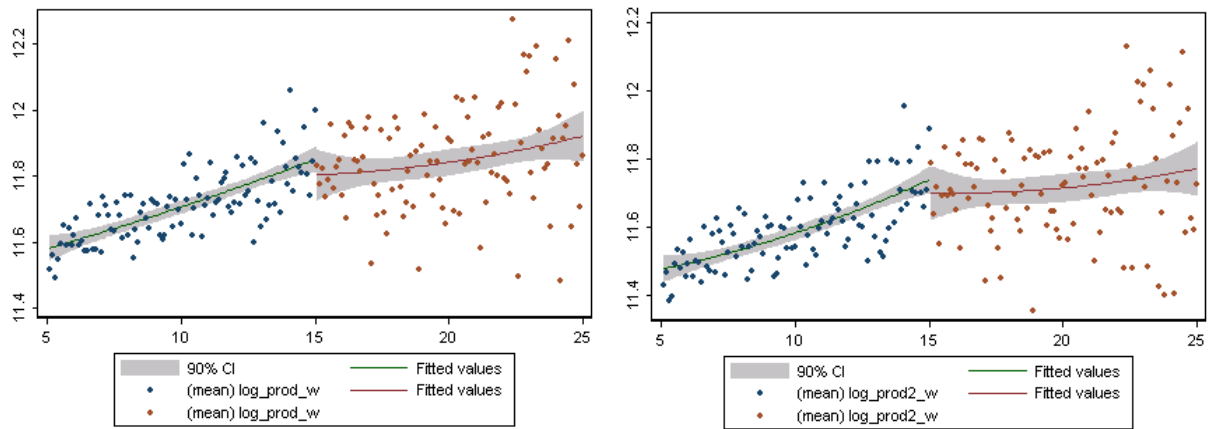 12.2
12
11.8
11.6
11.4
5
10
15
20
25
90% CI
Fitted values
(mean) log_prod_w
Fitted values
(mean) log_prod_w
12.2
12
11.8
11.6
11.4
5
10
15
20
25
90% CI
Fitted values
(mean) log_prod2_w
Fitted values
(mean) log_prod2_w